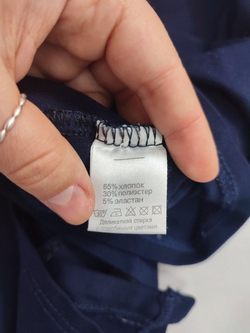 65% хлопок
30% полиэстер
5% эластан
Деликатная стирка